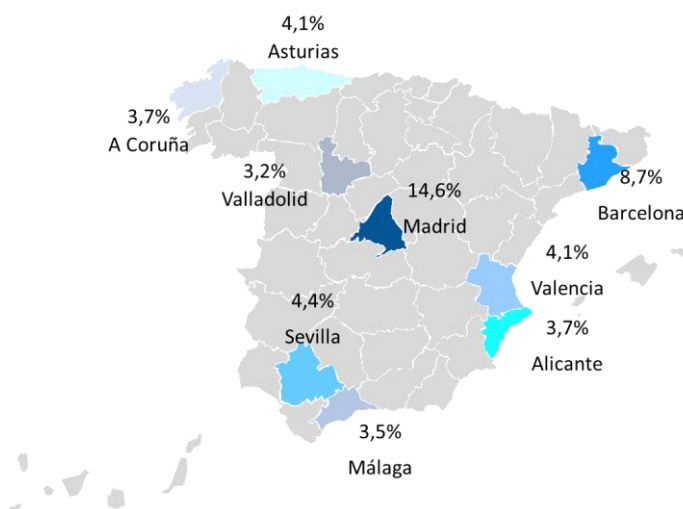 4,1%
Asturias
3,7%
A Coruña
3,2%
Valladolid
14,6%
Madrid
8,7%
Barcelona
4,1%
Valencia
4,4%
Sevilla
3,7%
Alicante
3,5%
Málaga